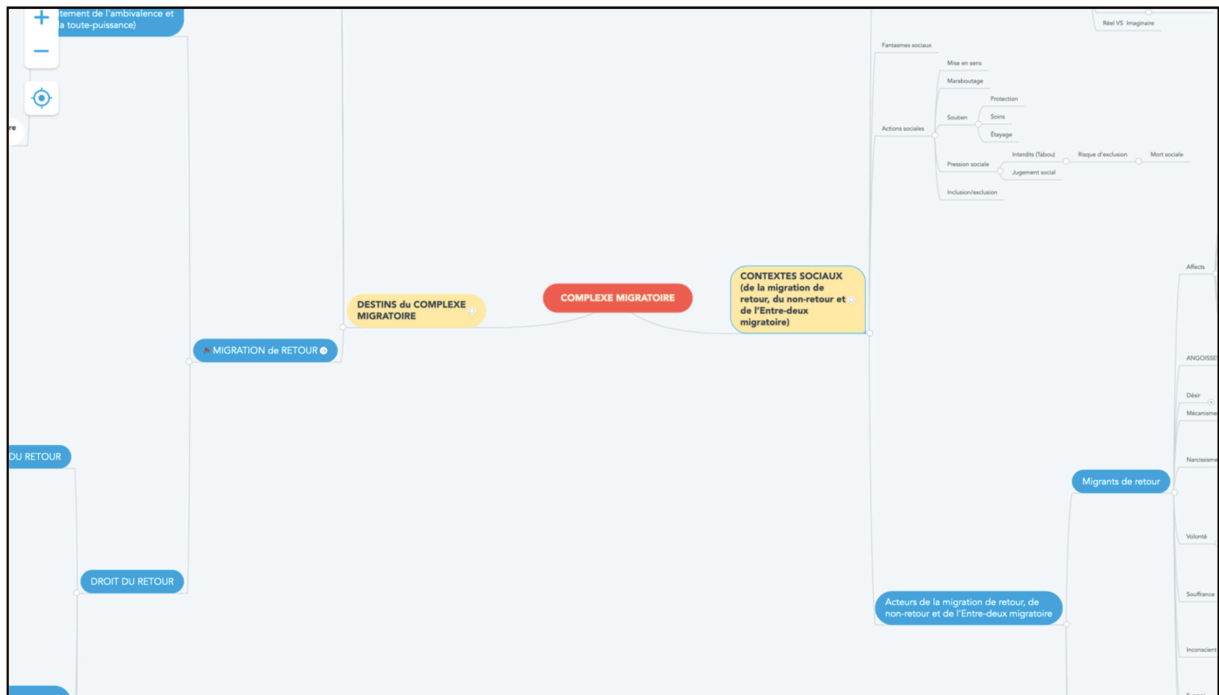 tement de l'ambivalence et
la toute-puissance)
re
DESTINS du COMPLEXE
MIGRATOIRE
MIGRATION de RETOUR
DU RETOUR
DROIT DU RETOUR
COMPLEXE MIGRATOIRE
CONTEXTES SOCIAUX
(de la migration de
retour, du non-retour et
de l'Entre-deux
migratoire)
Réel VS Imaginaire
Fantasmes sociaux
Actions sociales
Mise en sens
Maraboutage
Soutien
Protection
Soins
Étayage
Pression sociale
Interdits (Tabou)
Risque d'exclusion
Mort sociale
Jugement social
Inclusion/exclusion
Acteurs de la migration de retour, de
non-retour et de l'Entre-deux migratoire
Migrants de retour
Affects
ANGOISSES
Désir
Mécanisme
Narcissisme
Volonté
Souffrance
Inconscient